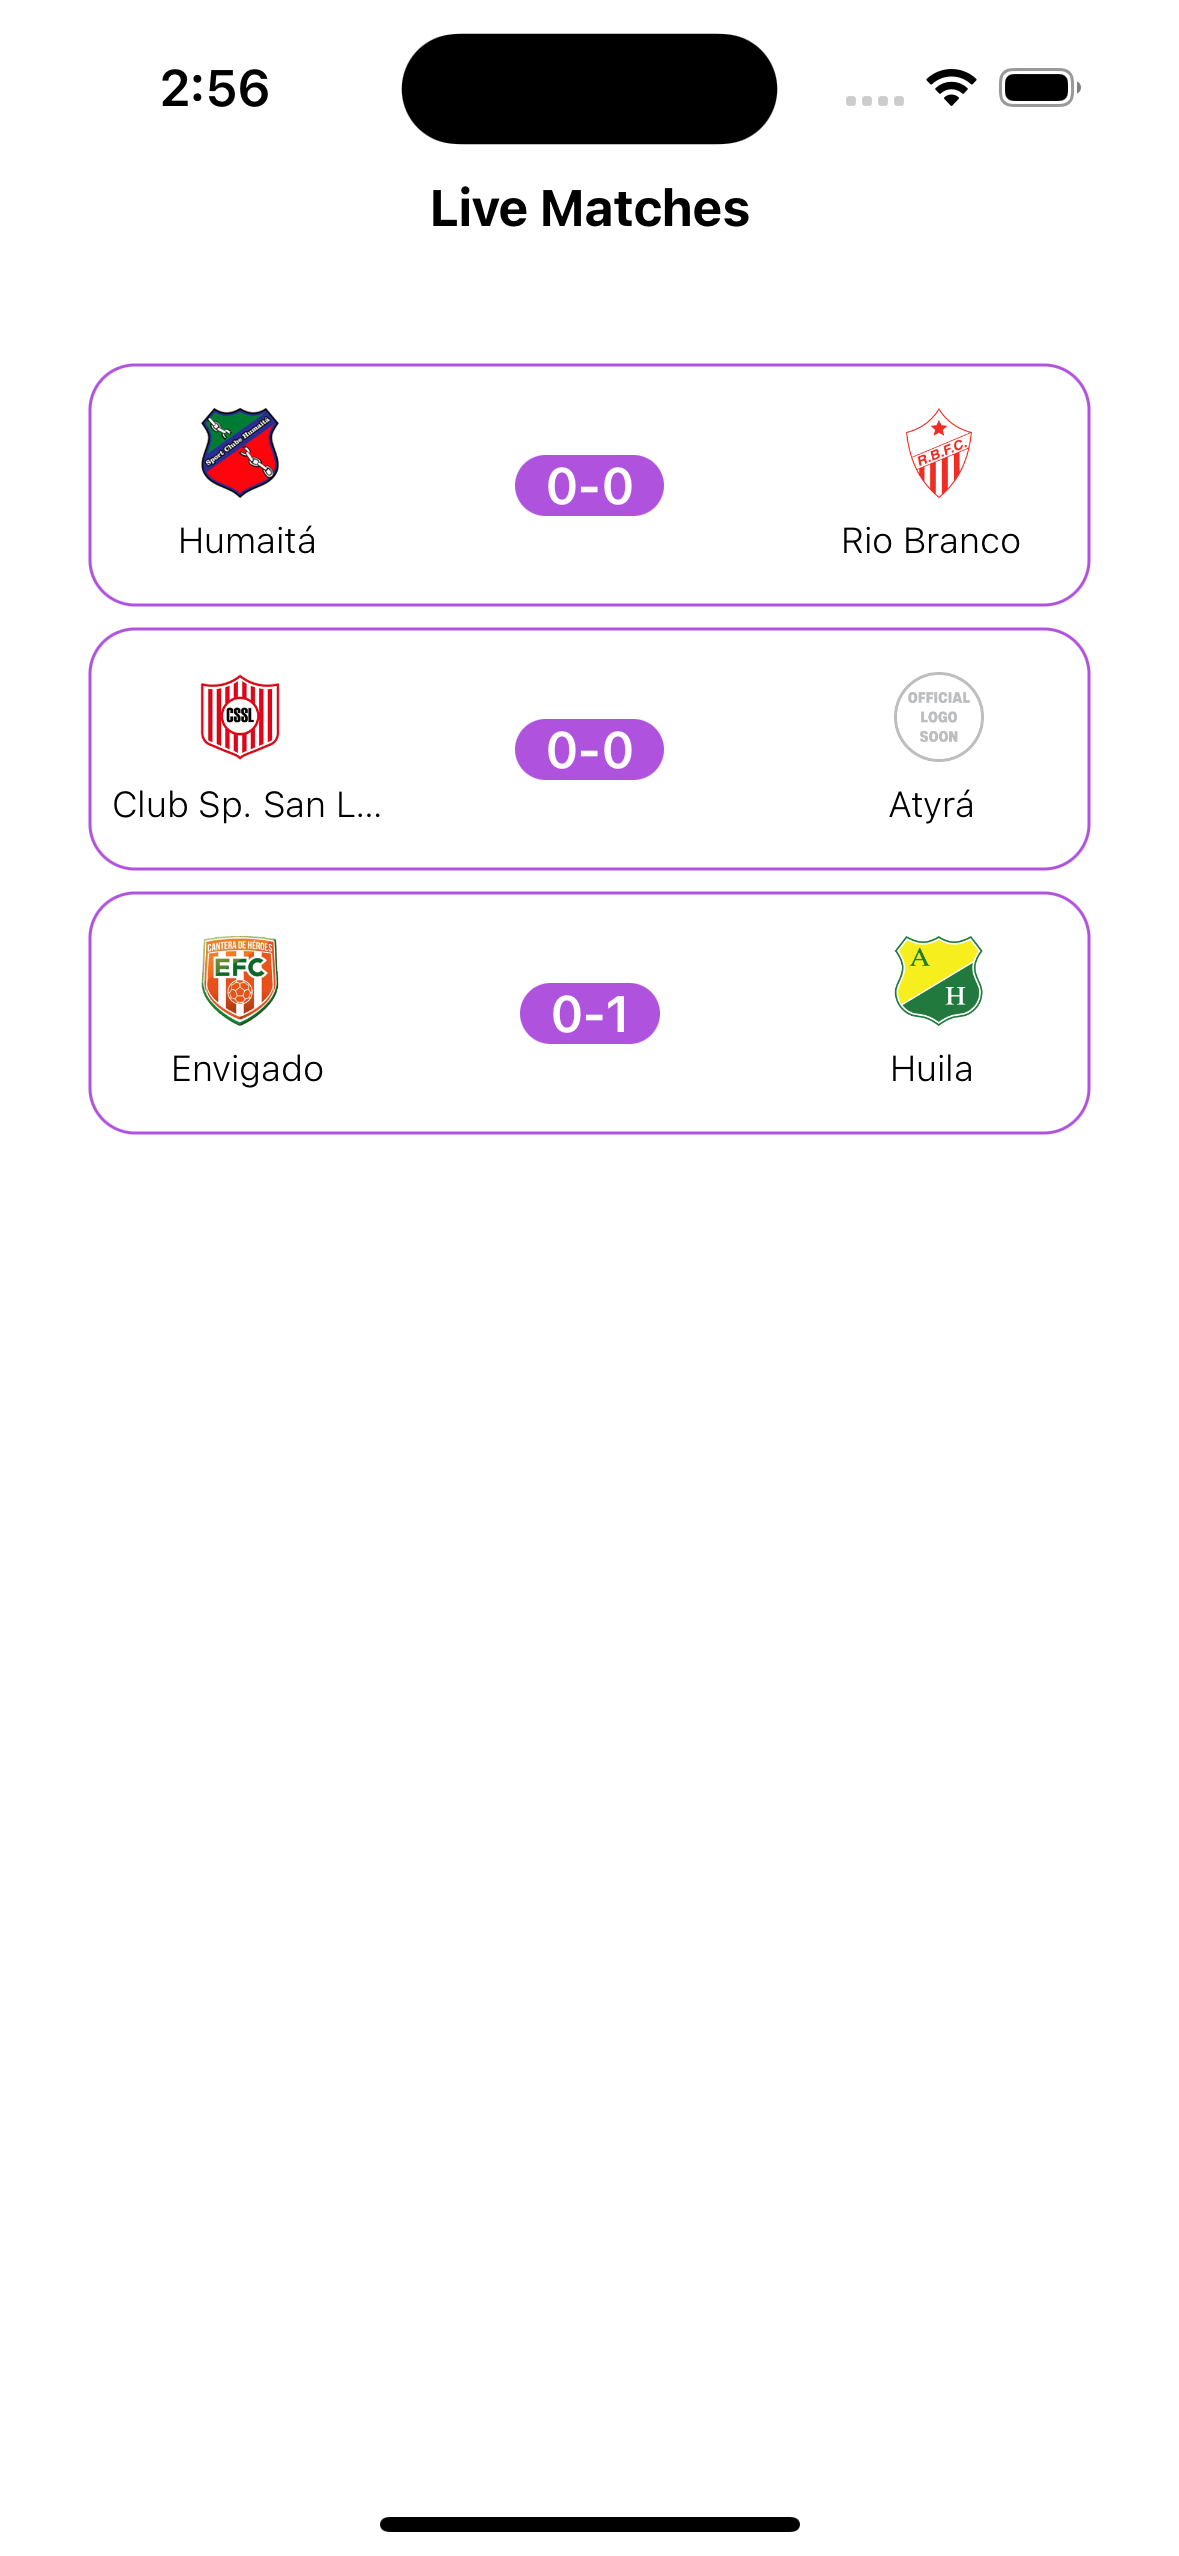 2:56
Live Matches
Sport Clube Humaitá
R.B.F.C.
0-0
Humaitá
Rio Branco
CSSL
OFFICIAL
LOGO
SOON
0-0
Club Sp. San L...
Atyrá
CANTERA DE HÉROES
EFC
A
H
0-1
Envigado
Huila